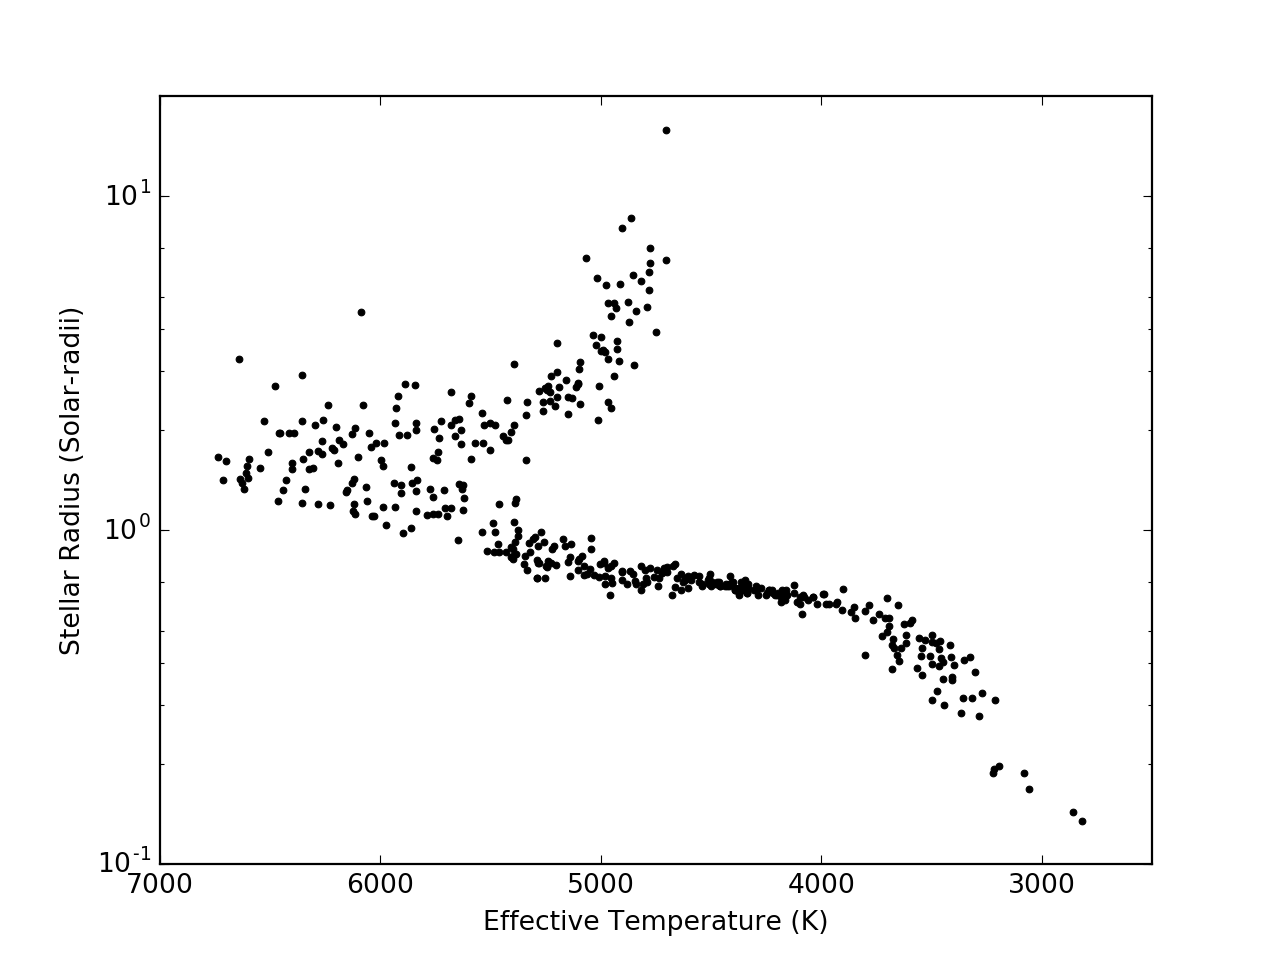 10^1
10^0
10^-1
Stellar Radius (Solar-radii)
7000 6000 5000 4000 3000
Effective Temperature (K)